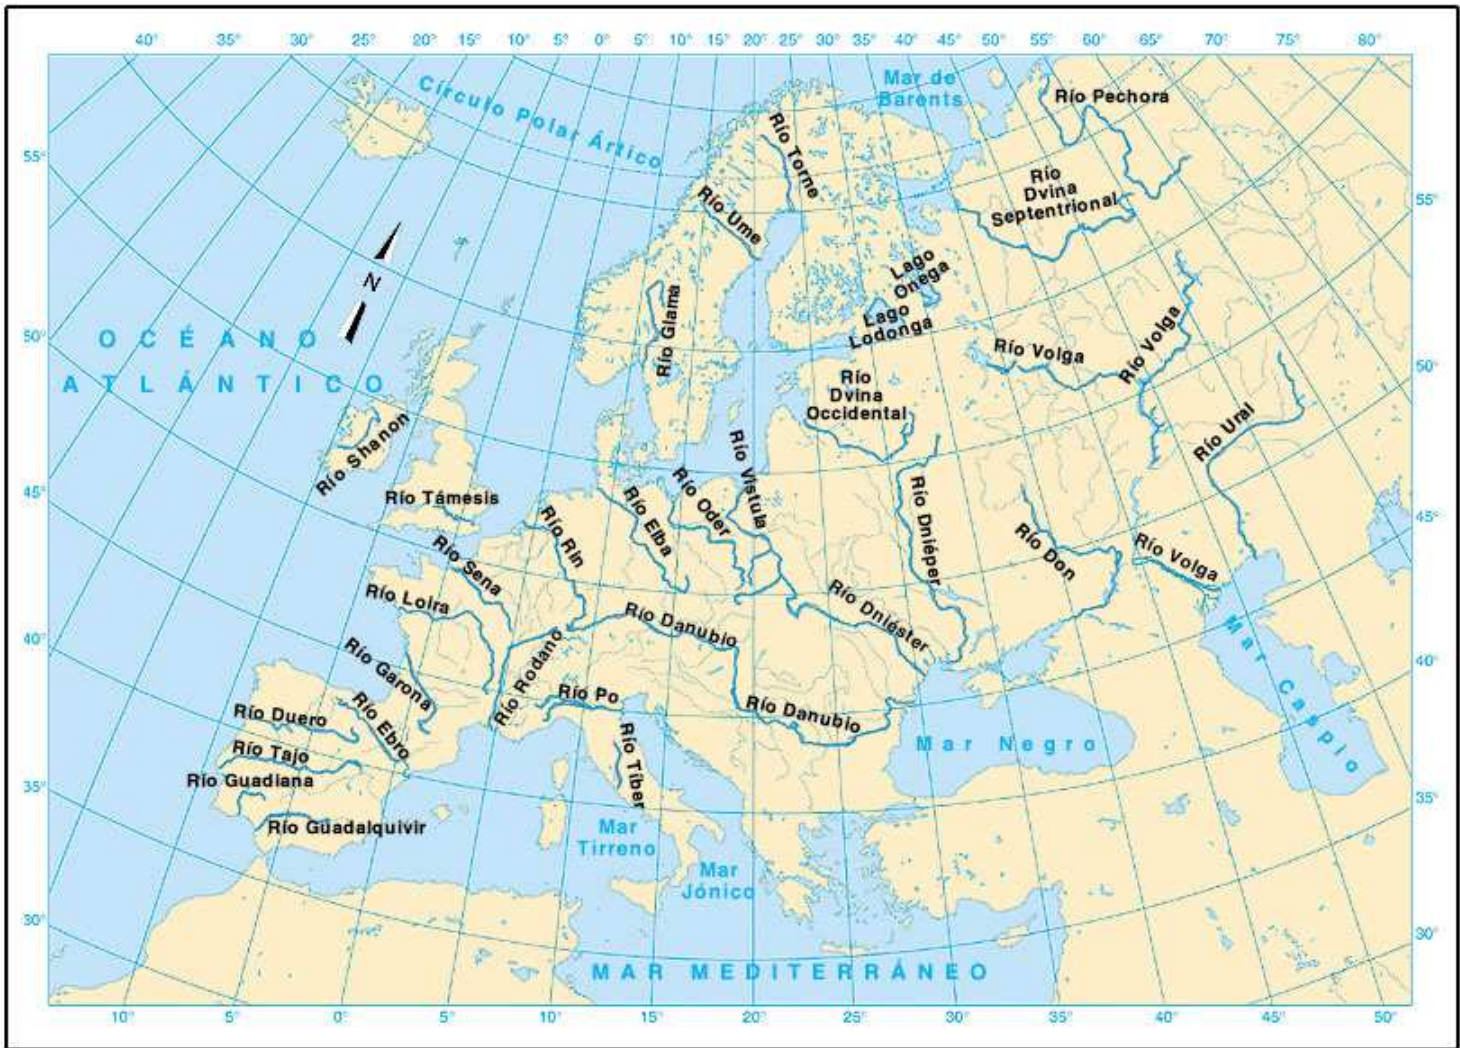 40° 35° 30° 25° 20° 15° 10° 5° 0° 5° 10° 15° 20° 25° 30° 35° 40° 45° 50° 55° 60° 65° 70° 75° 80°
Círculo Polar Ártico
Mar de
Barents
Río Pechora
Río Torne
Río
Dvina
Septentrional
Río Ume
55°
55°
N
Lago
Onega
Lago
Lodonga
Río Glama
OCÉANO
ATLÁNTICO
50°
50°
Río Volga
Río Volga
Río
Dvina
Occidental
Río Ural
Río Shanon
Río Támesis
Río Vístula
Río Oder
Río Elba
Río Rin
Río Dniéper
Río Don
Río Volga
45°
45°
Río Sena
Río Loira
Río Danubio
Río Dniéster
Mar Caspio
40°
40°
Río Garona
Río Rodano
Río Po
Río Danubio
Río Duero
Río Ebro
Río Tajo
Río Tíber
Mar Negro
Río Guadiana
35°
35°
Río Guadalquivir
Mar
Tirreno
Mar
Jónico
30°
30°
MAR MEDITERRÁNEO
10° 5° 0° 5° 10° 15° 20° 25° 30° 35° 40° 45° 50°